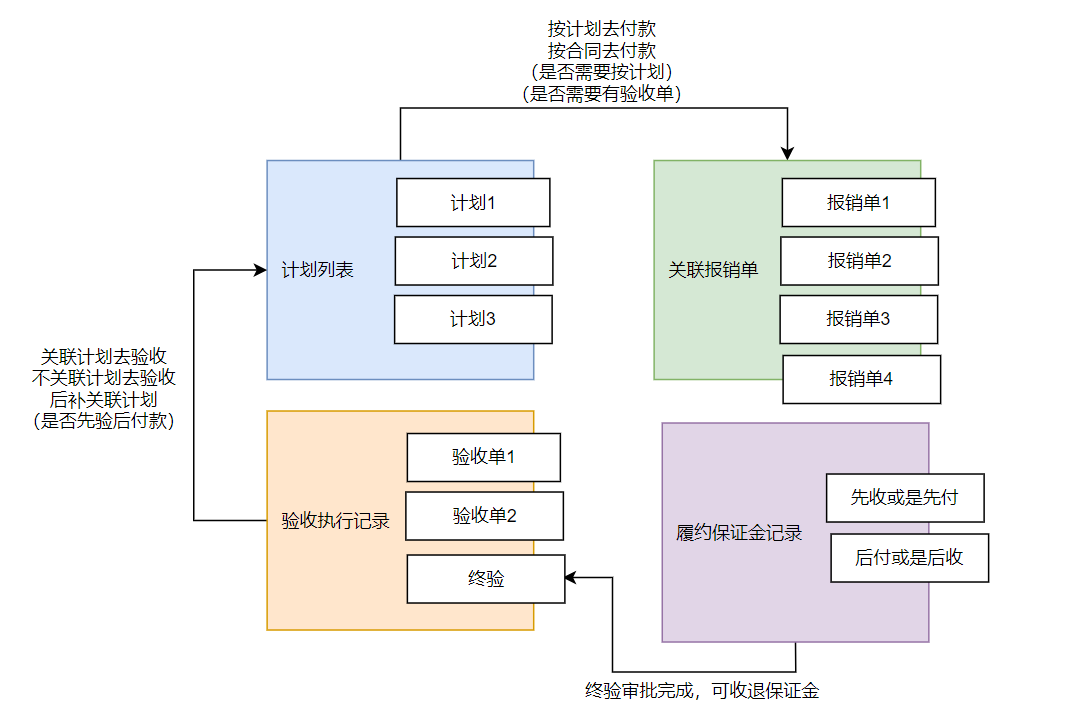 按计划去付款
按合同去付款
（是否需要按计划）
（是否需要有验收单）
计划列表
计划1
计划2
计划3
关联报销单
报销单1
报销单2
报销单3
报销单4
关联计划去验收
不关联计划去验收
后补关联计划
（是否先验后付款）
验收执行记录
验收单1
验收单2
终验
履约保证金记录
先收或是先付
后付或是后收
终验审批完成，可收退保证金